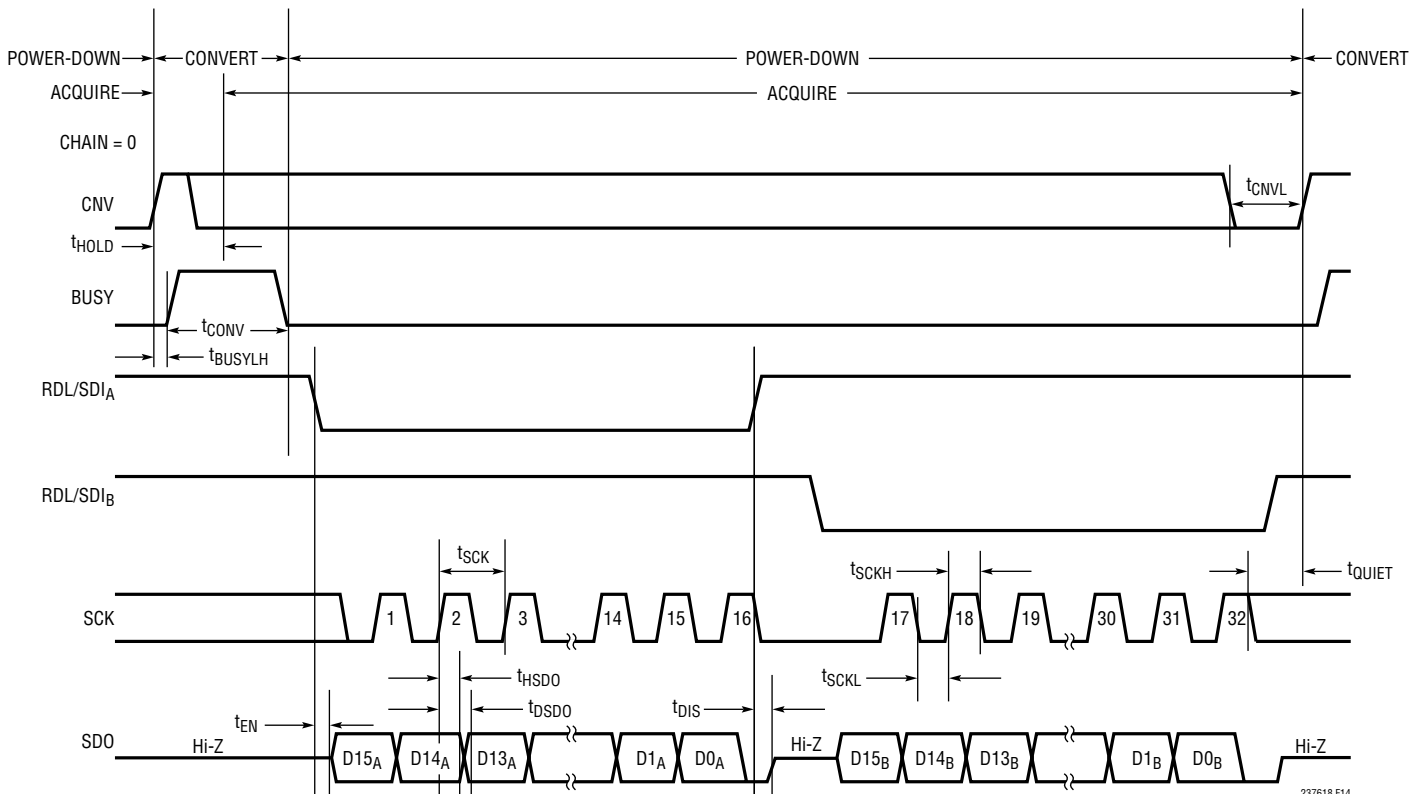 POWER-DOWN CONVERT POWER-DOWN CONVERT
ACQUIRE ACQUIRE
CHAIN = 0
CNV tCNVL
tHOLD
BUSY
tCONV
tBUSYLH
RDL/SDIA
RDL/SDIB
tSCK tSCKH tQUIET
SCK 1 2 3 14 15 16 17 18 19 30 31 32
tHSDO tSCKL
tEN tDSDO tDIS
SDO Hi-Z D15A D14A D13A D1A D0A Hi-Z D15B D14B D13B D1B D0B Hi-Z
237618 F14